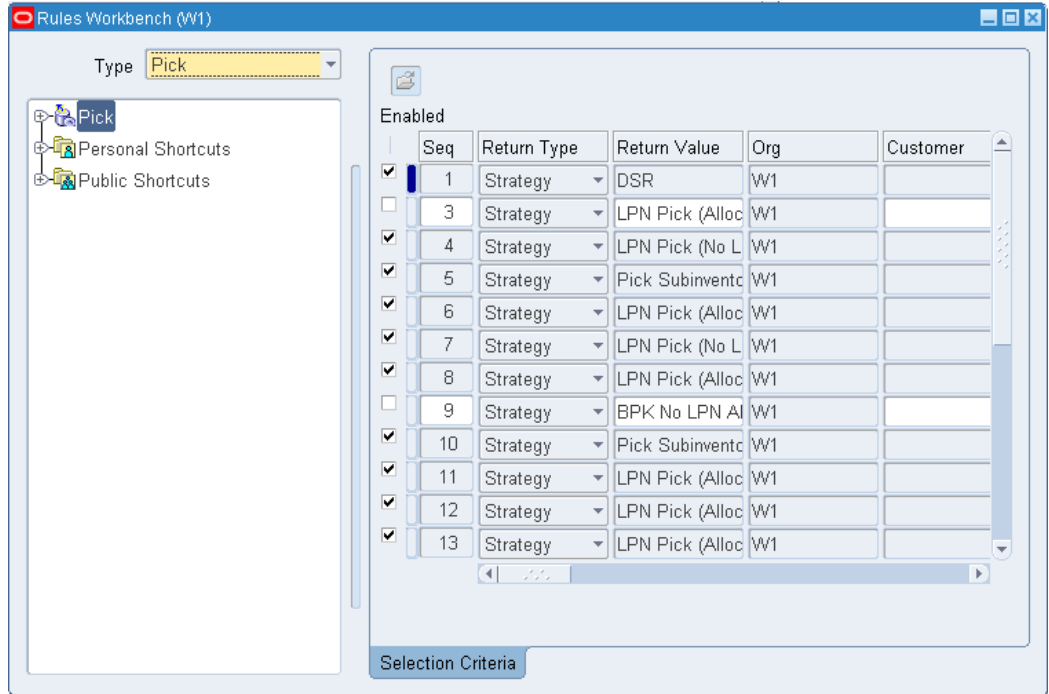 Rules Workbench (W1)
Type Pick
Pick
Personal Shortcuts
Public Shortcuts
Enabled
Seq Return Type Return Value Org Customer
1 Strategy DSR W1
3 Strategy LPN Pick (Alloc W1
4 Strategy LPN Pick (No L W1
5 Strategy Pick Subinvento W1
6 Strategy LPN Pick (Alloc W1
7 Strategy LPN Pick (No L W1
8 Strategy LPN Pick (Alloc W1
9 Strategy BPK No LPN Al W1
10 Strategy Pick Subinvento W1
11 Strategy LPN Pick (Alloc W1
12 Strategy LPN Pick (Alloc W1
13 Strategy LPN Pick (Alloc W1
Selection Criteria